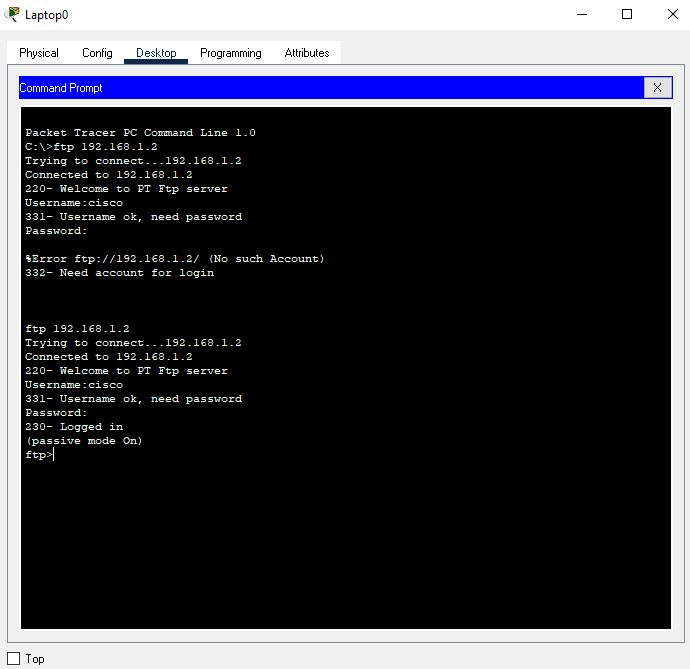 Laptop0
Physical Config Desktop Programming Attributes
Command Prompt
X
Packet Tracer PC Command Line 1.0
C:\>ftp 192.168.1.2
Trying to connect...192.168.1.2
Connected to 192.168.1.2
220- Welcome to PT Ftp server
Username:cisco
331- Username ok, need password
Password:
%Error ftp://192.168.1.2/ (No such Account)
332- Need account for login
ftp 192.168.1.2
Trying to connect...192.168.1.2
Connected to 192.168.1.2
220- Welcome to PT Ftp server
Username:cisco
331- Username ok, need password
Password:
230- Logged in
(passive mode On)
ftp>
Top